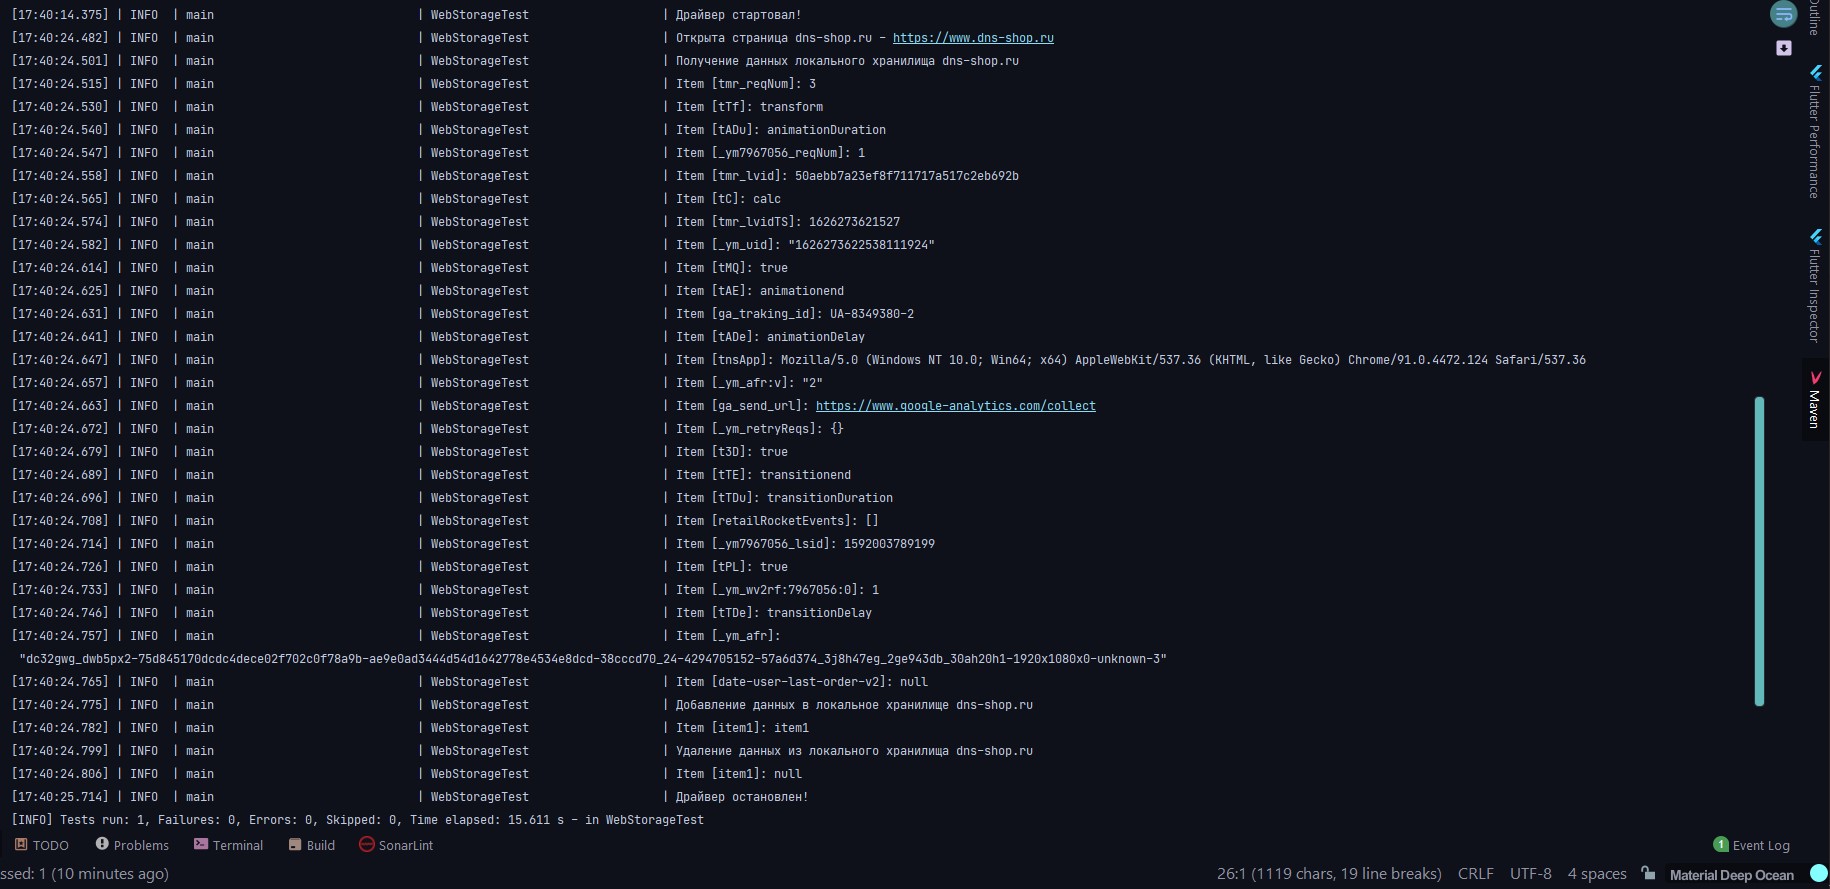 [17:40:14.375] | INFO  | main | WebStorageTest | Драйвер стартовал!
[17:40:24.482] | INFO  | main | WebStorageTest | Открыта страница dns-shop.ru - https://www.dns-shop.ru
[17:40:24.501] | INFO  | main | WebStorageTest | Получение данных локального хранилища dns-shop.ru
[17:40:24.515] | INFO  | main | WebStorageTest | Item [tmr_reqNum]: 3
[17:40:24.530] | INFO  | main | WebStorageTest | Item [tTf]: transform
[17:40:24.540] | INFO  | main | WebStorageTest | Item [tADu]: animationDuration
[17:40:24.547] | INFO  | main | WebStorageTest | Item [_ym7967056_reqNum]: 1
[17:40:24.558] | INFO  | main | WebStorageTest | Item [tmr_lvid]: 50aebb7a23ef8f711717a517c2eb692b
[17:40:24.565] | INFO  | main | WebStorageTest | Item [tC]: calc
[17:40:24.574] | INFO  | main | WebStorageTest | Item [tmr_lvidTS]: 1626273621527
[17:40:24.582] | INFO  | main | WebStorageTest | Item [_ym_uid]: "1626273622538111924"
[17:40:24.614] | INFO  | main | WebStorageTest | Item [tMQ]: true
[17:40:24.625] | INFO  | main | WebStorageTest | Item [tAE]: animationend
[17:40:24.631] | INFO  | main | WebStorageTest | Item [ga_traking_id]: UA-8349380-2
[17:40:24.641] | INFO  | main | WebStorageTest | Item [tADe]: animationDelay
[17:40:24.647] | INFO  | main | WebStorageTest | Item [tnsApp]: Mozilla/5.0 (Windows NT 10.0; Win64; x64) AppleWebKit/537.36 (KHTML, like Gecko) Chrome/91.0.4472.124 Safari/537.36
[17:40:24.657] | INFO  | main | WebStorageTest | Item [_ym_afr:v]: "2"
[17:40:24.663] | INFO  | main | WebStorageTest | Item [ga_send_url]: https://www.google-analytics.com/collect
[17:40:24.672] | INFO  | main | WebStorageTest | Item [_ym_retryReqs]: {}
[17:40:24.679] | INFO  | main | WebStorageTest | Item [t3D]: true
[17:40:24.689] | INFO  | main | WebStorageTest | Item [tTE]: transitionend
[17:40:24.696] | INFO  | main | WebStorageTest | Item [tTDu]: transitionDuration
[17:40:24.708] | INFO  | main | WebStorageTest | Item [retailRocketEvents]: []
[17:40:24.714] | INFO  | main | WebStorageTest | Item [_ym7967056_lsid]: 1592003789199
[17:40:24.726] | INFO  | main | WebStorageTest | Item [tPL]: true
[17:40:24.733] | INFO  | main | WebStorageTest | Item [_ym_wv2rf:7967056:0]: 1
[17:40:24.746] | INFO  | main | WebStorageTest | Item [tTDe]: transitionDelay
[17:40:24.757] | INFO  | main | WebStorageTest | Item [_ym_afr]:
"dc32gwg_dwb5px2-75d845170dcdc4dece02f702c0f78a9b-ae9e0ad3444d54d1642778e4534e8dcd-38cccd70_24-4294705152-57a6d374_3j8h47eg_2ge943db_30ah20h1-1920x1080x0-unknown-3"
[17:40:24.765] | INFO  | main | WebStorageTest | Item [date-user-last-order-v2]: null
[17:40:24.775] | INFO  | main | WebStorageTest | Добавление данных в локальное хранилище dns-shop.ru
[17:40:24.782] | INFO  | main | WebStorageTest | Item [item1]: item1
[17:40:24.799] | INFO  | main | WebStorageTest | Удаление данных из локального хранилища dns-shop.ru
[17:40:24.806] | INFO  | main | WebStorageTest | Item [item1]: null
[17:40:25.714] | INFO  | main | WebStorageTest | Драйвер остановлен!
[INFO] Tests run: 1, Failures: 0, Errors: 0, Skipped: 0, Time elapsed: 15.611 s - in WebStorageTest
Outline
Flutter Performance
Flutter Inspector
Maven
TODO Problems Terminal Build SonarLint 1 Event Log
ssed: 1 (10 minutes ago) 26:1 (1119 chars, 19 line breaks) CRLF UTF-8 4 spaces Material Deep Ocean